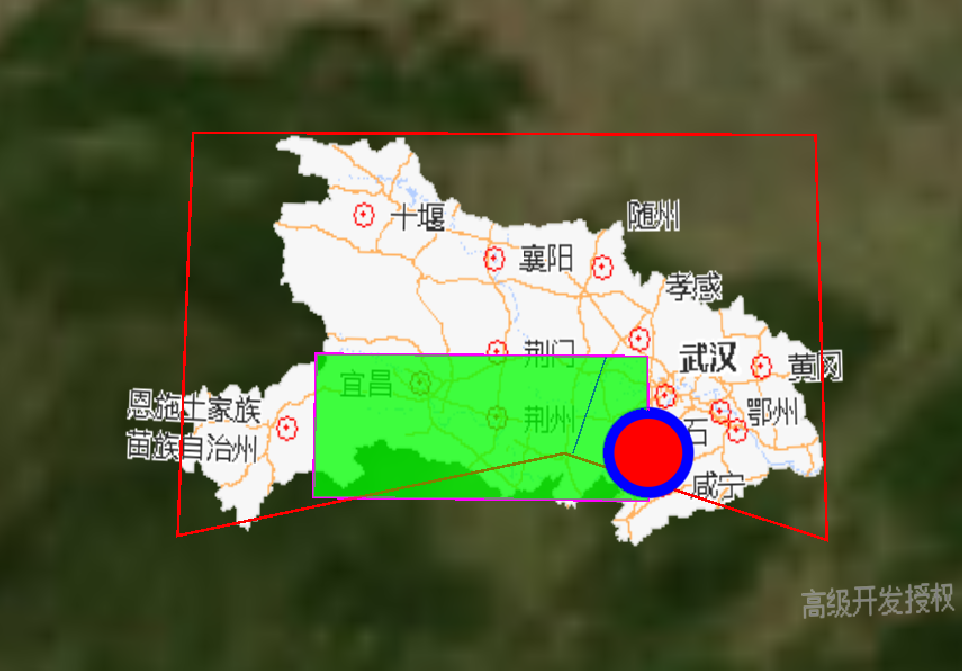 十堰
随州
襄阳
孝感
荆门
武汉
黄冈
宜昌
恩施土家族
苗族自治州
荆州
鄂州
石
咸宁
高级开发授权